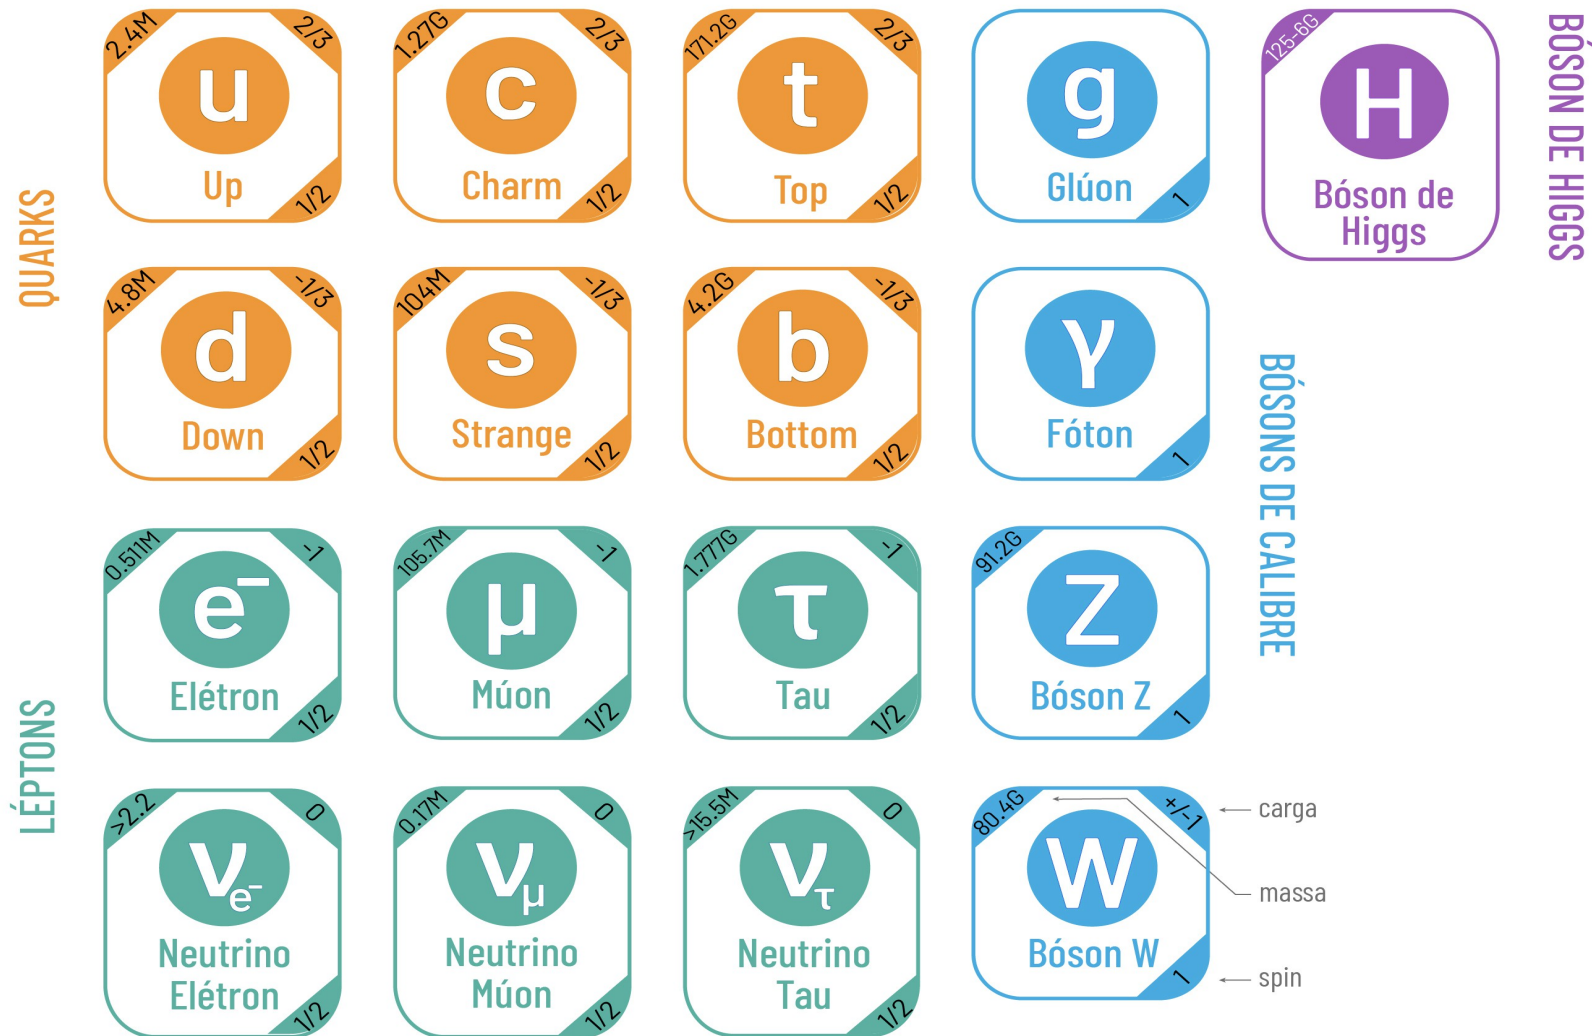 QUARKS
LÉPTONS
2.4M
2/3
u
Up
1/2
1.27G
2/3
c
Charm
1/2
171.2G
2/3
t
Top
1/2
g
Glúon
1
125-6G
H
Bóson de
Higgs
BÓSON DE HIGGS
4.8M
-1/3
d
Down
1/2
104M
-1/3
s
Strange
1/2
4.2G
-1/3
b
Bottom
1/2
γ
Fóton
1
BÓSONS DE CALIBRE
0.511M
-1
e⁻
Elétron
1/2
105.7M
-1
μ
Múon
1/2
1.777G
-1
τ
Tau
1/2
91.2G
Z
Bóson Z
1
>2.2
0
νe⁻
Neutrino
Elétron
1/2
0.17M
0
νμ
Neutrino
Múon
1/2
>15.5M
0
ντ
Neutrino
Tau
1/2
80.4G
+/-1
W
Bóson W
1
carga
massa
spin